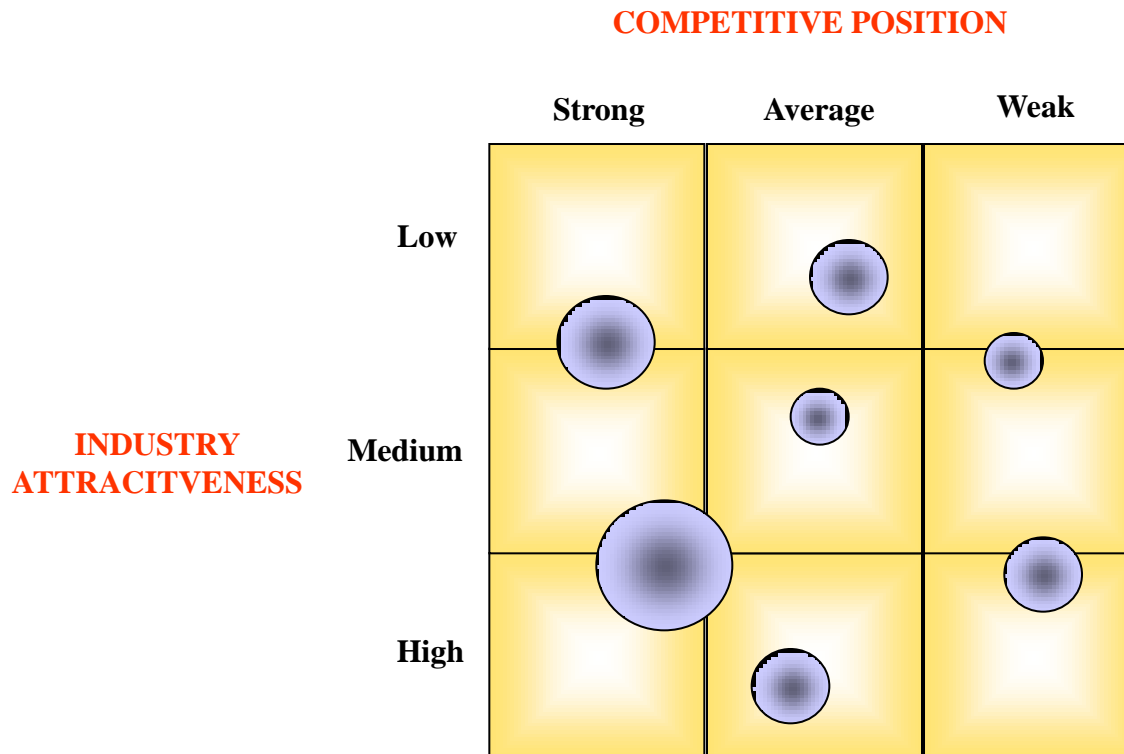 COMPETITIVE POSITION
Strong
Average
Weak
Low
INDUSTRY
ATTRACITVENESS
Medium
High